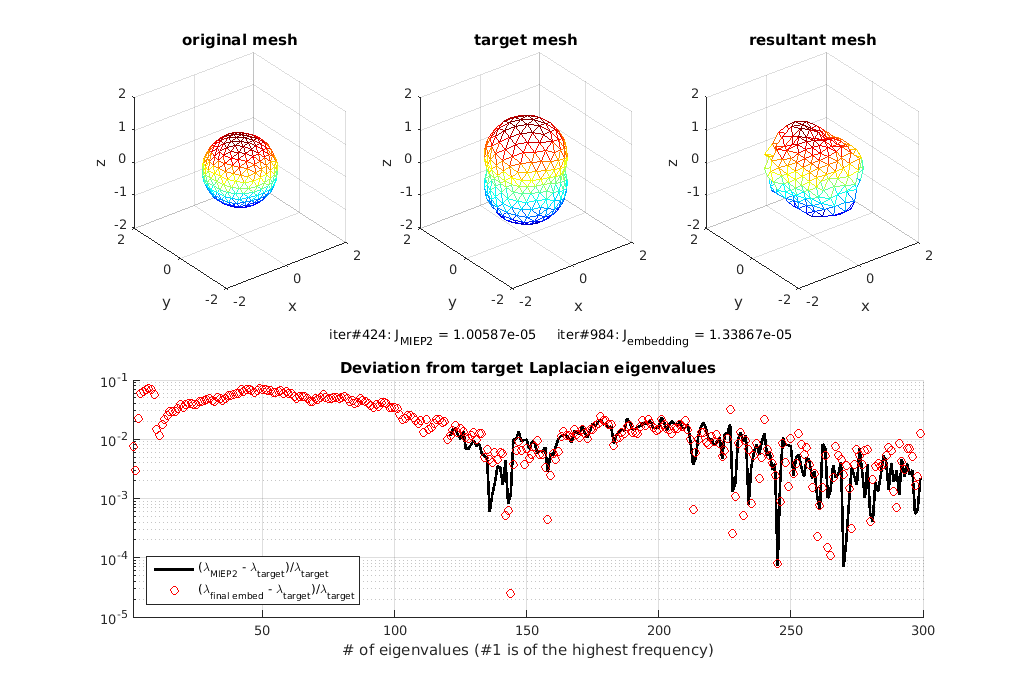 original mesh
target mesh
resultant mesh
2
1
0
-1
-2
z
2
0
-2
y
-2
0
2
x
2
1
0
-1
-2
z
2
0
-2
y
-2
0
2
x
2
1
0
-1
-2
z
2
0
-2
y
-2
0
2
x
iter#424: J_MIEP2 = 1.00587e-05 iter#984: J_embedding = 1.33867e-05
Deviation from target Laplacian eigenvalues
10^-1
10^-2
10^-3
10^-4
10^-5
(λ_MIEP2 - λ_target)/λ_target
(λ_final embed - λ_target)/λ_target
50 100 150 200 250 300
# of eigenvalues (#1 is of the highest frequency)